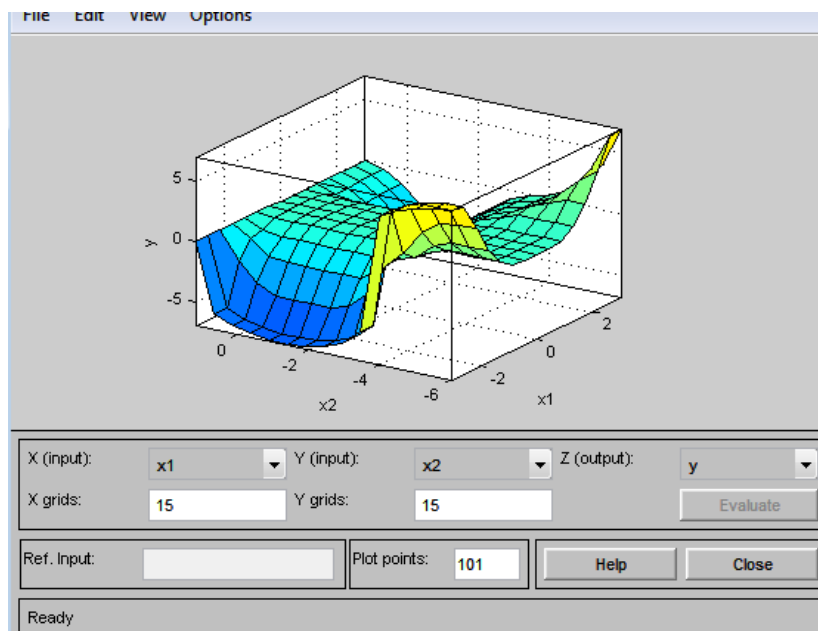 File Edit View Options
5
0
-5
y
0
-2
-4
-6
x2
-2
0
2
x1
X (input): x1 Y (input): x2 Z (output): y
X grids: 15 Y grids: 15 Evaluate
Ref. Input: Plot points: 101 Help Close
Ready